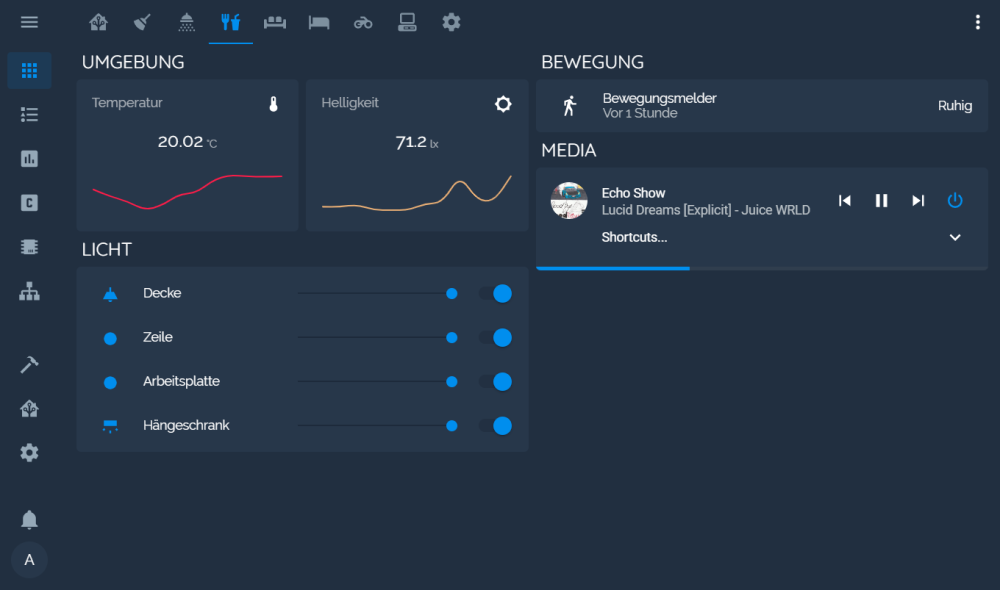 UMGEBUNG
Temperatur
20.02 °C
Helligkeit
71.2 lx
LICHT
Decke
Zeile
Arbeitsplatte
Hängeschrank
BEWEGUNG
Bewegungsmelder
Vor 1 Stunde
Ruhig
MEDIA
Echo Show
Lucid Dreams [Explicit] - Juice WRLD
Shortcuts...
C
A